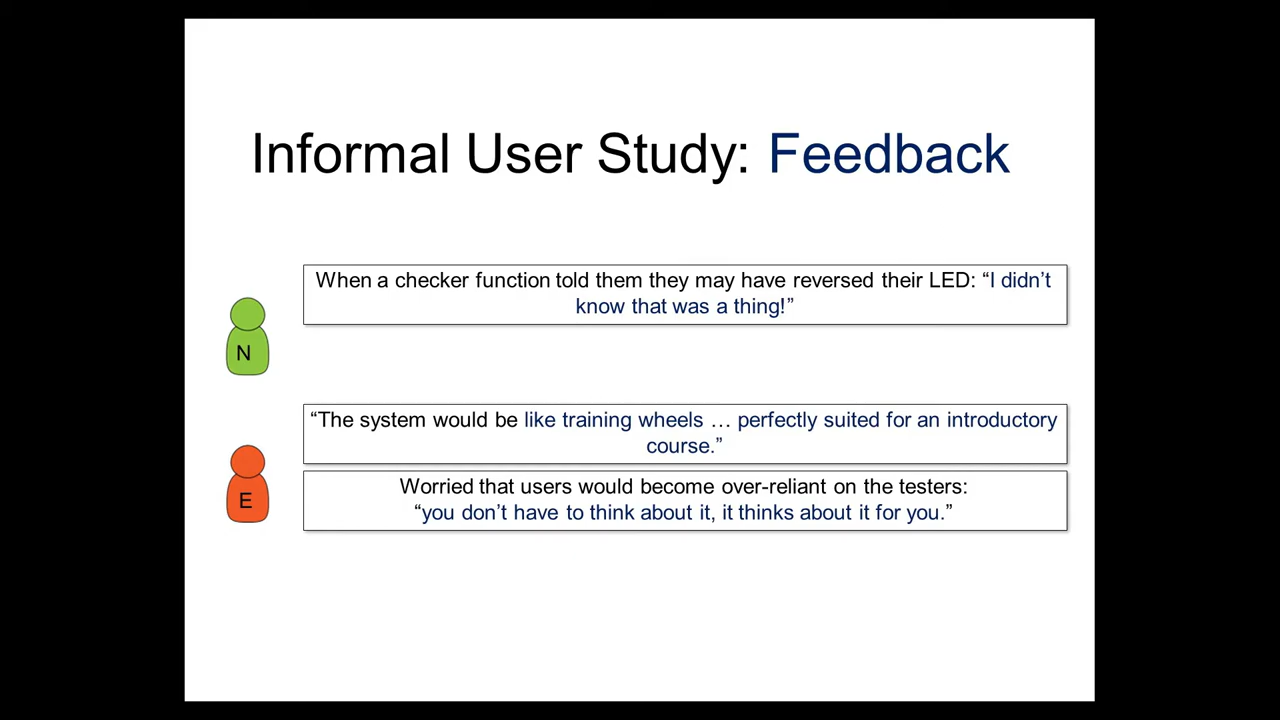 Informal User Study: Feedback
When a checker function told them they may have reversed their LED: “I didn’t
know that was a thing!”
N
“The system would be like training wheels … perfectly suited for an introductory
course.”
E
Worried that users would become over-reliant on the testers:
“you don’t have to think about it, it thinks about it for you.”